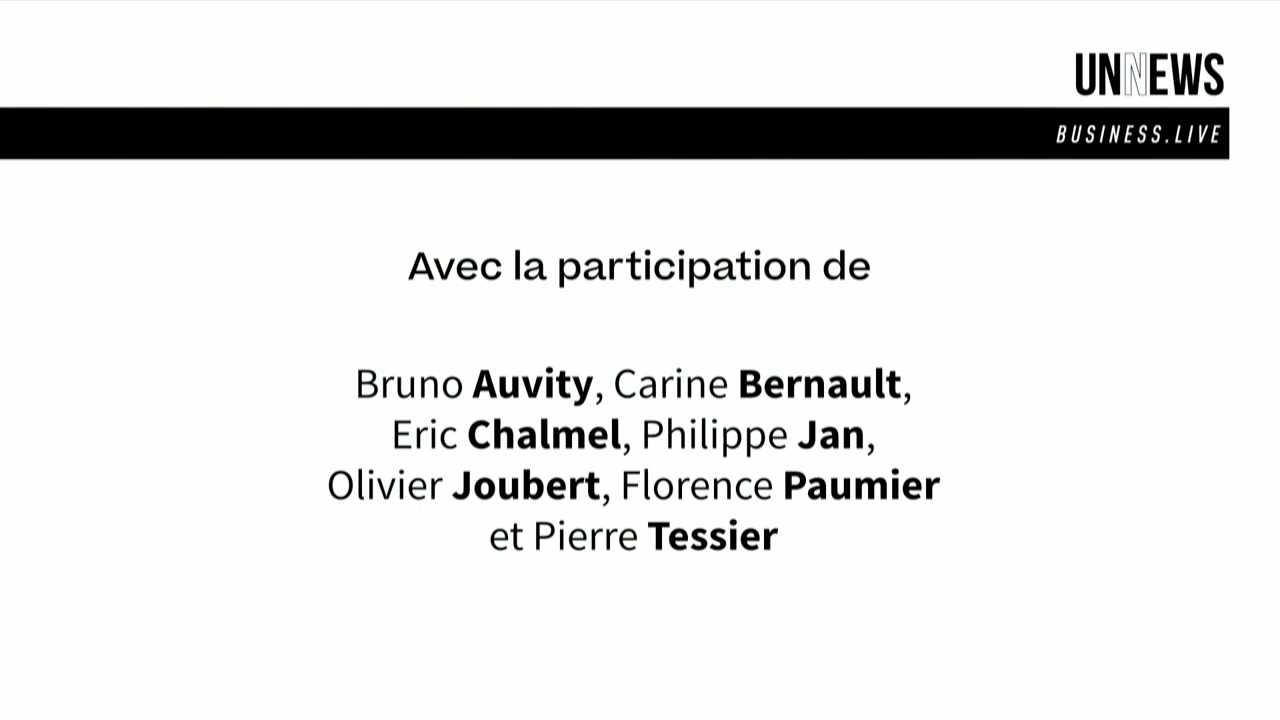 UNNEWS
BUSINESS.LIVE
Avec la participation de
Bruno Auvity, Carine Bernault,
Eric Chalmel, Philippe Jan,
Olivier Joubert, Florence Paumier
et Pierre Tessier